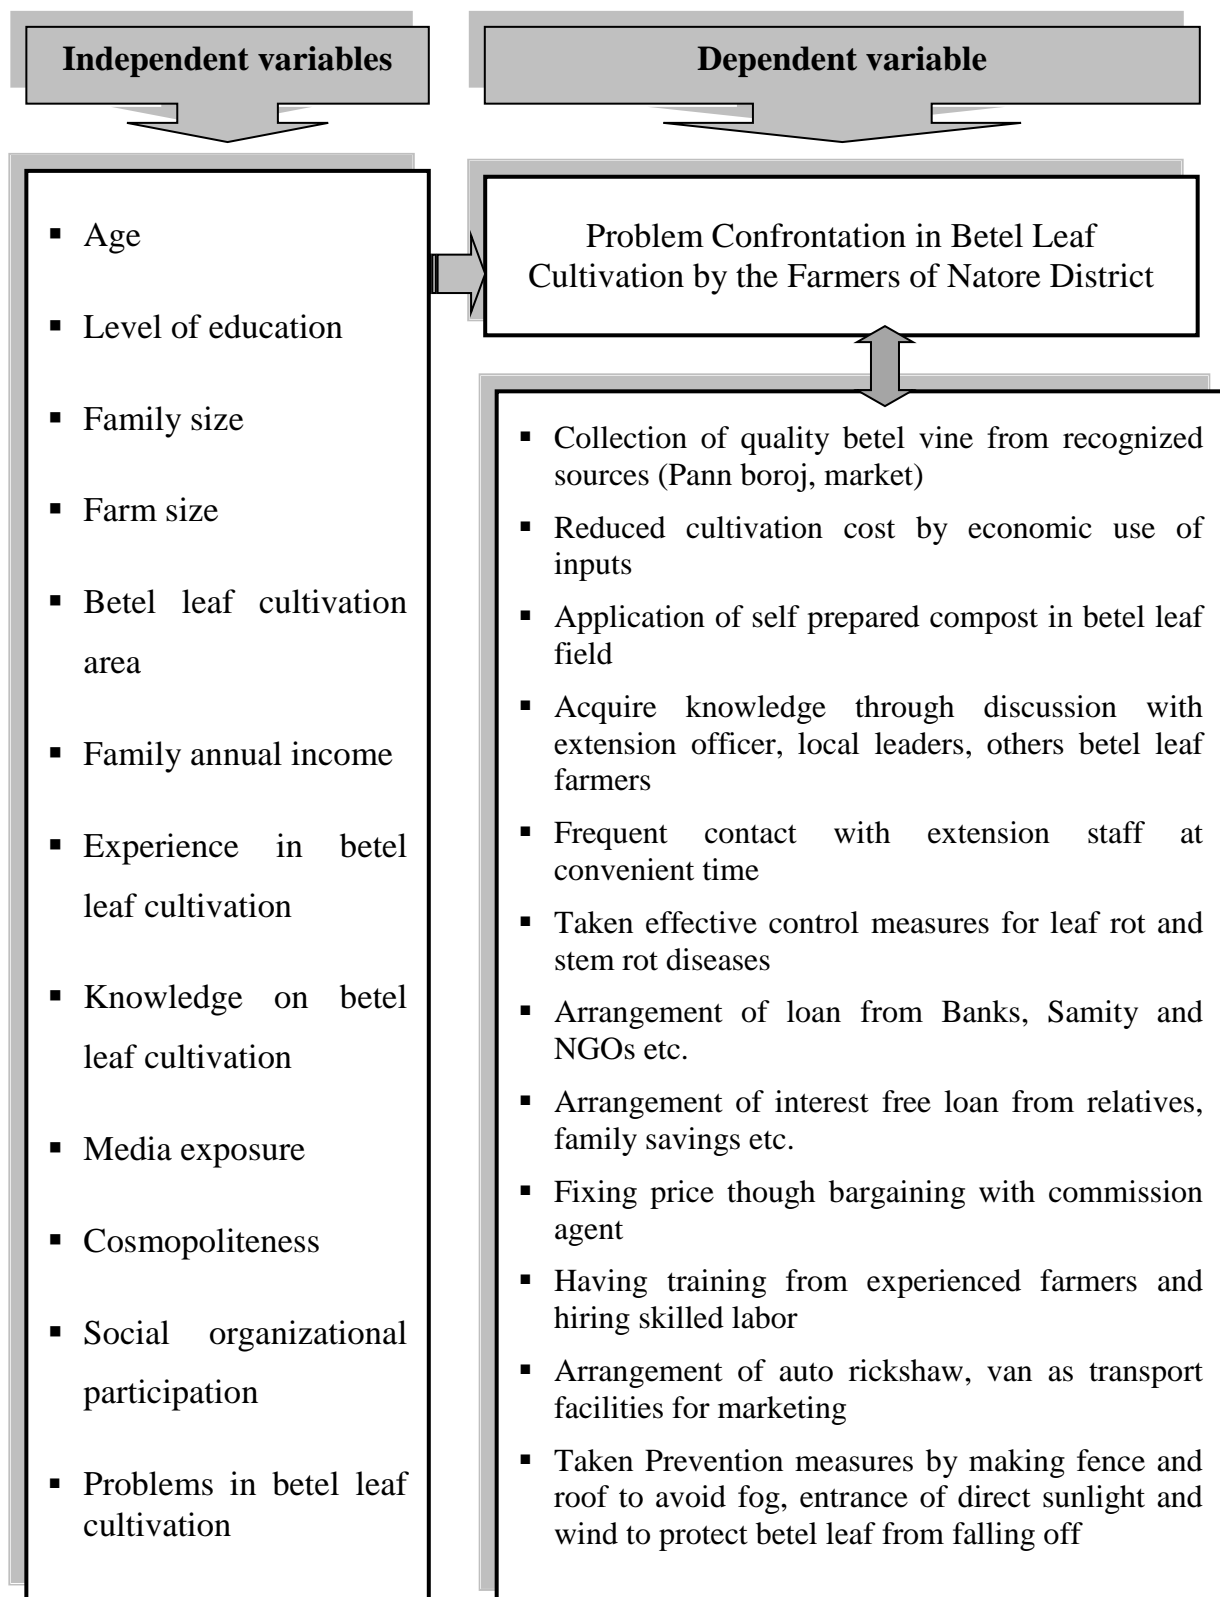 Independent variables
Dependent variable
▪ Age
▪ Level of education
▪ Family size
▪ Farm size
▪ Betel leaf cultivation
area
▪ Family annual income
▪ Experience in betel
leaf cultivation
▪ Knowledge on betel
leaf cultivation
▪ Media exposure
▪ Cosmopoliteness
▪ Social organizational
participation
▪ Problems in betel leaf
cultivation
Problem Confrontation in Betel Leaf
Cultivation by the Farmers of Natore District
▪ Collection of quality betel vine from recognized
sources (Pann boroj, market)
▪ Reduced cultivation cost by economic use of
inputs
▪ Application of self prepared compost in betel leaf
field
▪ Acquire knowledge through discussion with
extension officer, local leaders, others betel leaf
farmers
▪ Frequent contact with extension staff at
convenient time
▪ Taken effective control measures for leaf rot and
stem rot diseases
▪ Arrangement of loan from Banks, Samity and
NGOs etc.
▪ Arrangement of interest free loan from relatives,
family savings etc.
▪ Fixing price though bargaining with commission
agent
▪ Having training from experienced farmers and
hiring skilled labor
▪ Arrangement of auto rickshaw, van as transport
facilities for marketing
▪ Taken Prevention measures by making fence and
roof to avoid fog, entrance of direct sunlight and
wind to protect betel leaf from falling off